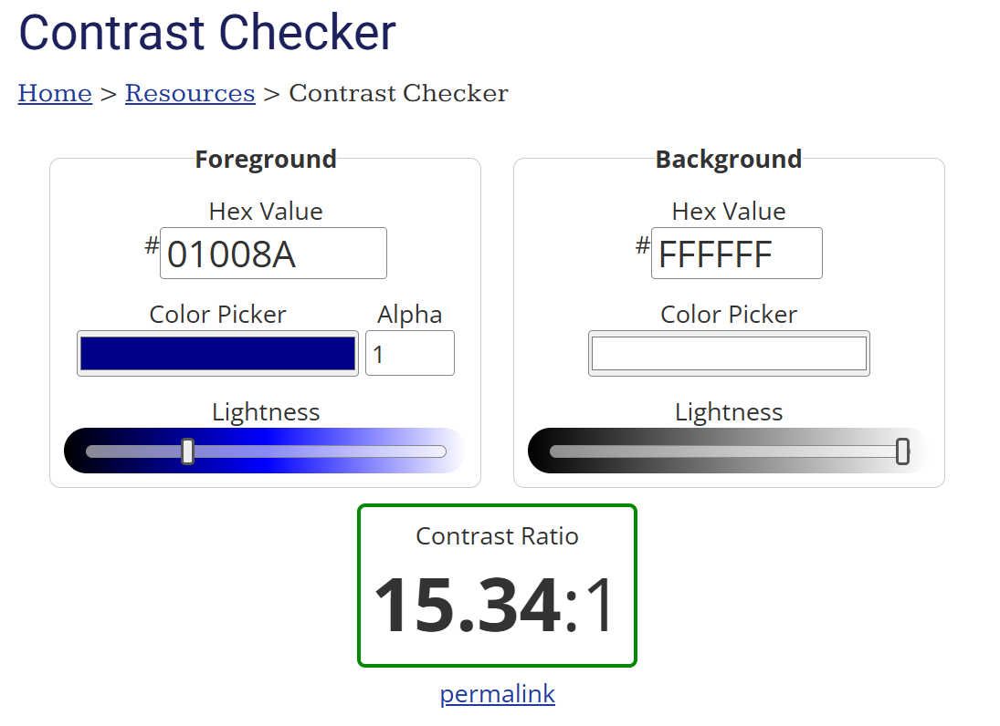 Contrast Checker
Home > Resources > Contrast Checker
Foreground
Hex Value
#01008A
Color Picker Alpha
1
Lightness
Background
Hex Value
#FFFFFF
Color Picker
Lightness
Contrast Ratio
15.34:1
permalink